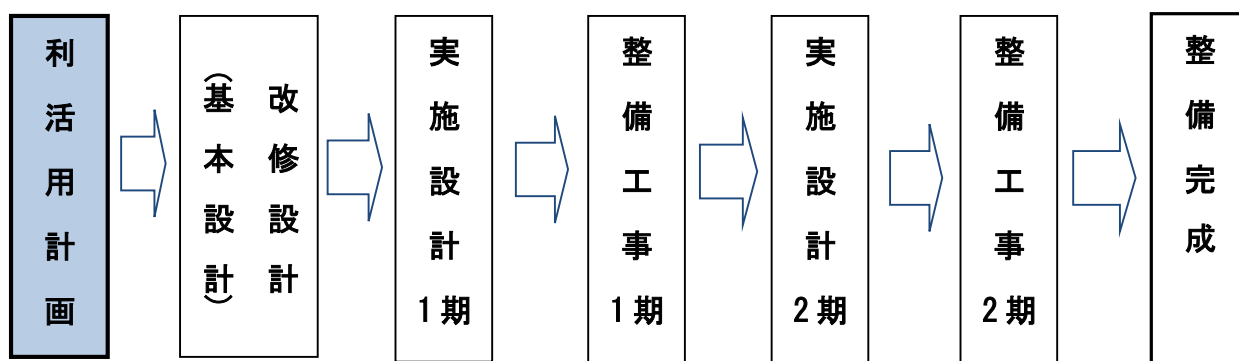 利活用計画
改修設計
（基本設計）
実施設計1期
整備工事1期
実施設計2期
整備工事2期
整備完成